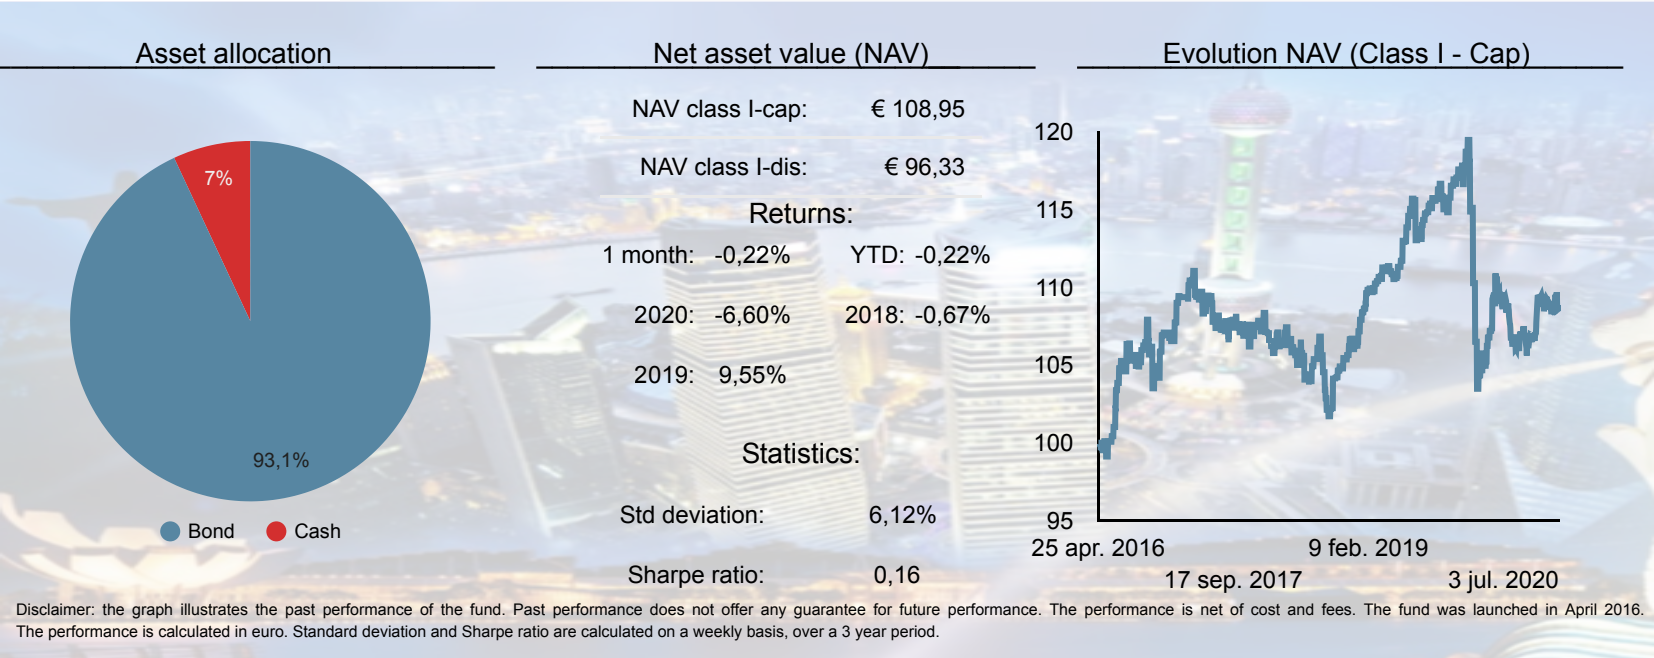 Asset allocation
7%
93,1%
Bond
Cash
Net asset value (NAV)__
NAV class I-cap: € 108,95
NAV class I-dis: € 96,33
Returns:
1 month: -0,22% YTD: -0,22%
2020: -6,60% 2018: -0,67%
2019: 9,55%
Statistics:
Std deviation: 6,12%
Sharpe ratio: 0,16
Evolution NAV (Class I - Cap)
120
115
110
105
100
95
25 apr. 2016 9 feb. 2019
17 sep. 2017 3 jul. 2020
Disclaimer: the graph illustrates the past performance of the fund. Past performance does not offer any guarantee for future performance. The performance is net of cost and fees. The fund was launched in April 2016.
The performance is calculated in euro. Standard deviation and Sharpe ratio are calculated on a weekly basis, over a 3 year period.